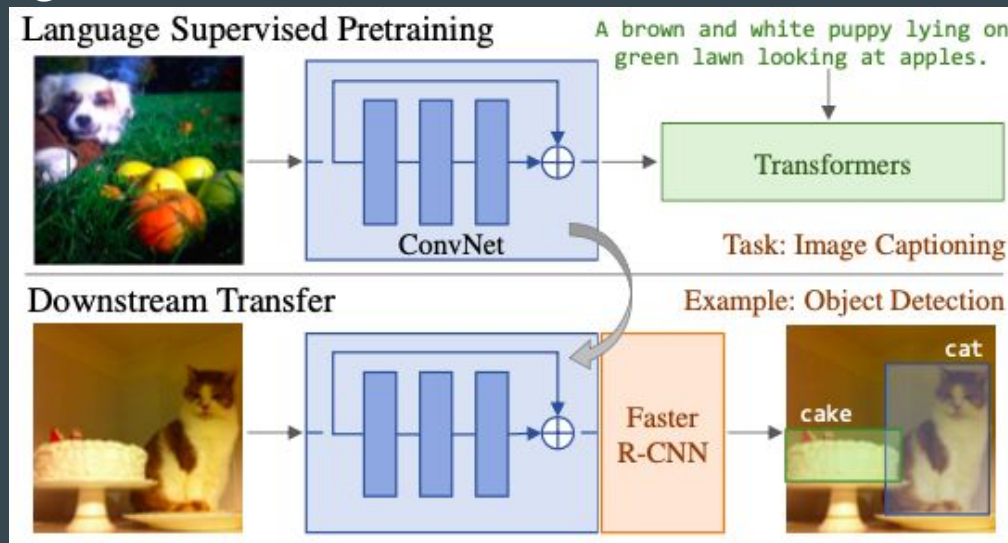 Language Supervised Pretraining
A brown and white puppy lying on
green lawn looking at apples.
Transformers
ConvNet
Task: Image Captioning
Downstream Transfer
Example: Object Detection
cat
cake
Faster
R-CNN